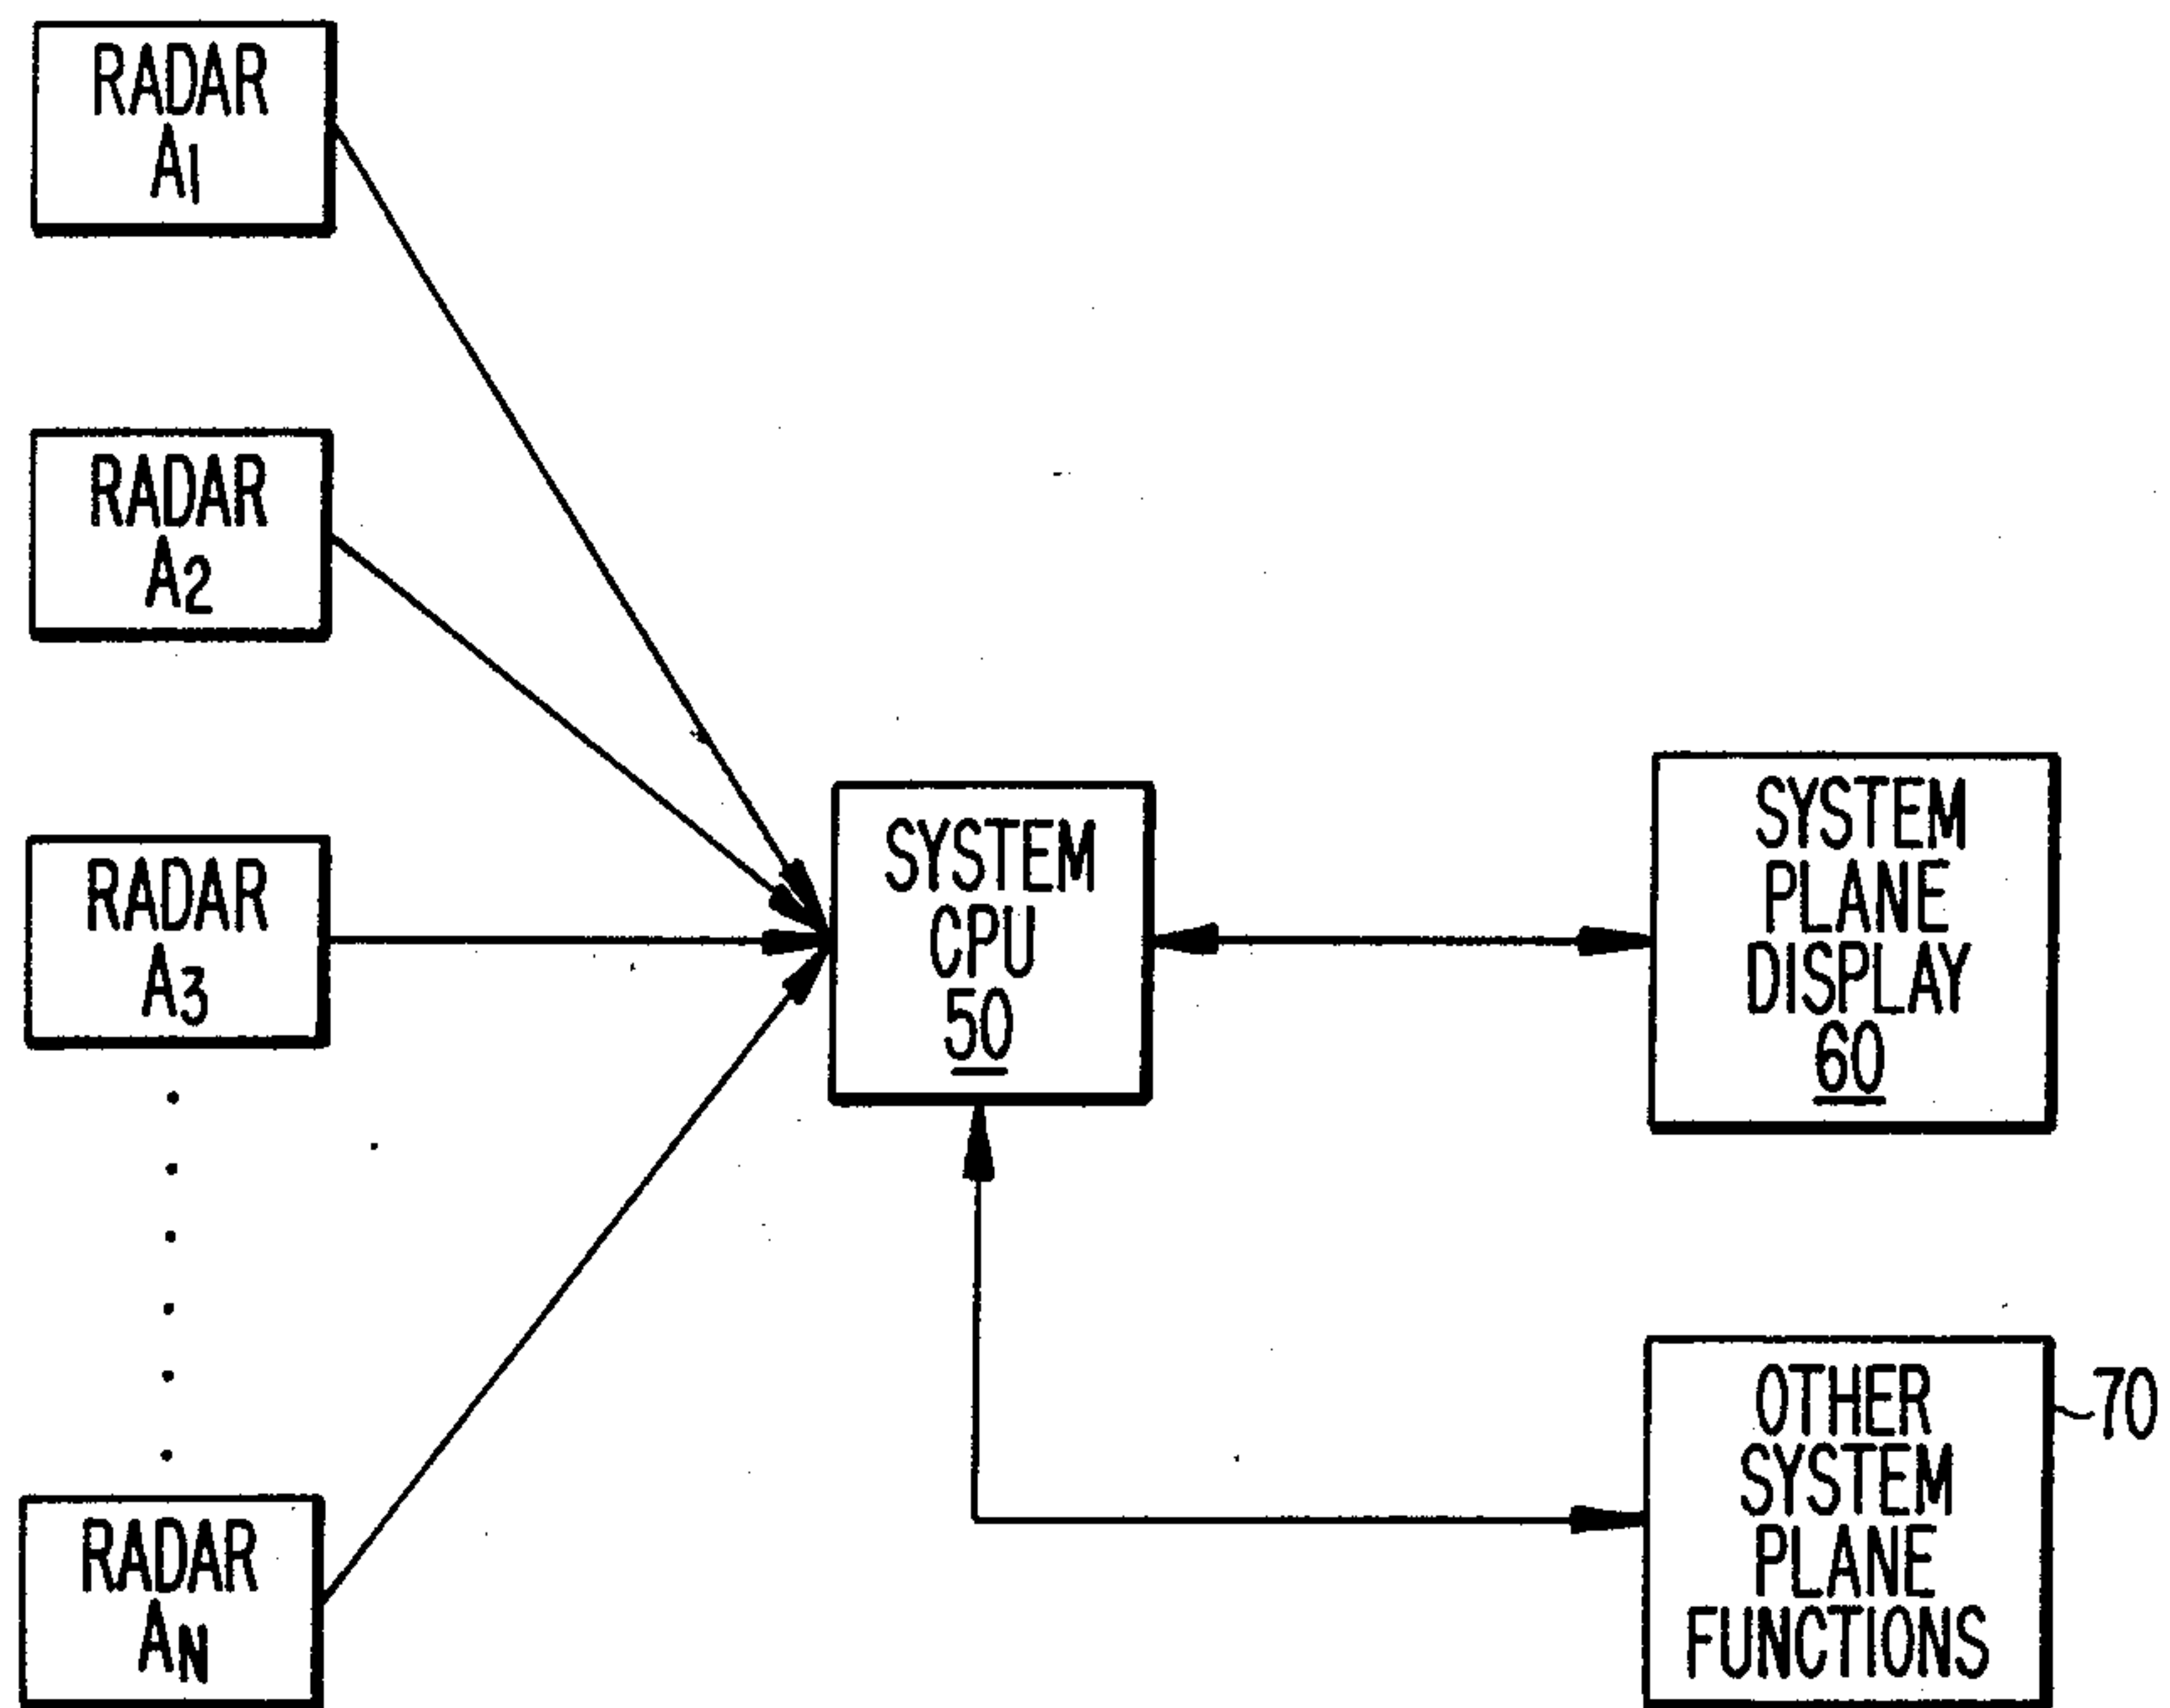 RADAR
A1
RADAR
A2
RADAR
A3
RADAR
AN
SYSTEM
CPU
50
SYSTEM
PLANE
DISPLAY
60
OTHER
SYSTEM
PLANE
FUNCTIONS
70